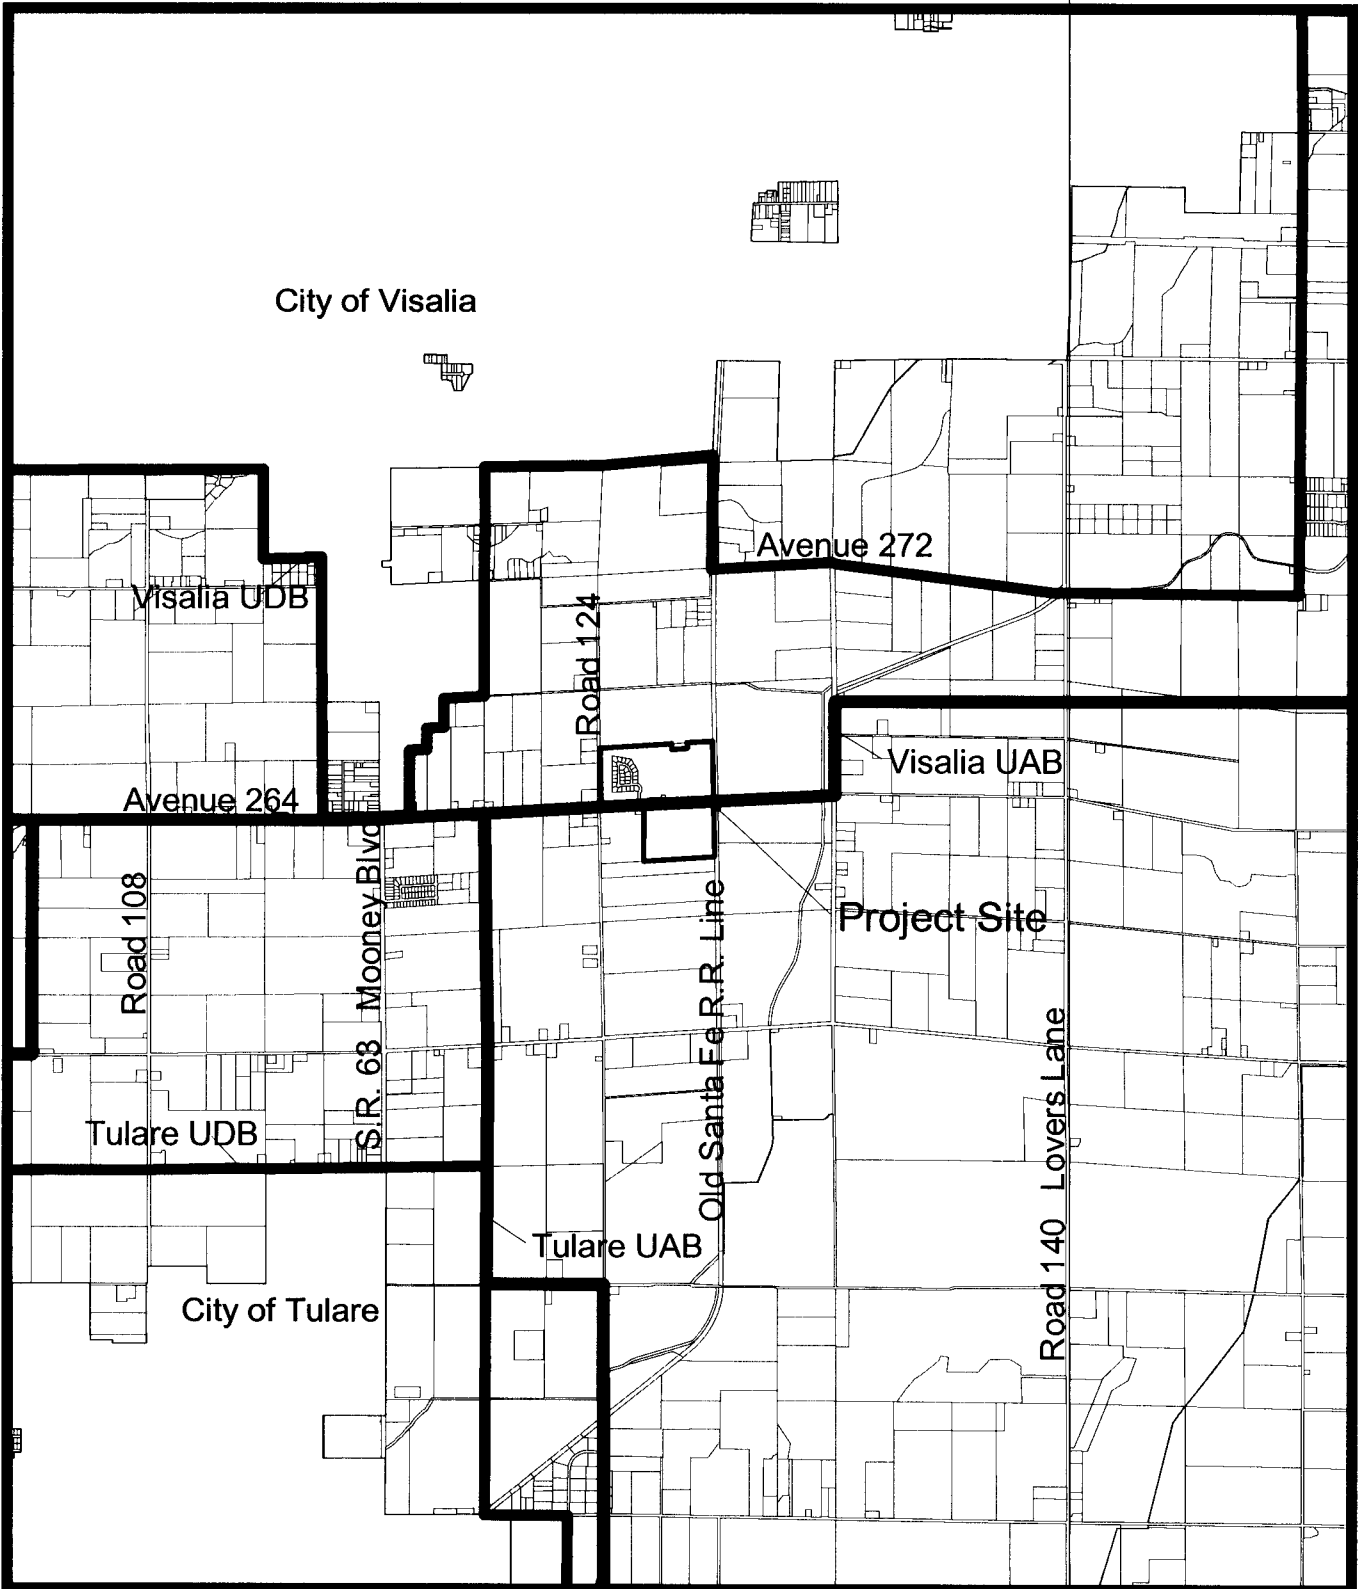 City of Visalia
Avenue 272
Visalia UDB
Road 124
Visalia UAB
Avenue 264
Project Site
Road 108
S.R. 63 Mooney Blvd
Old Santa Fe R.R. Line
Road 140 Lovers Lane
Tulare UDB
Tulare UAB
City of Tulare